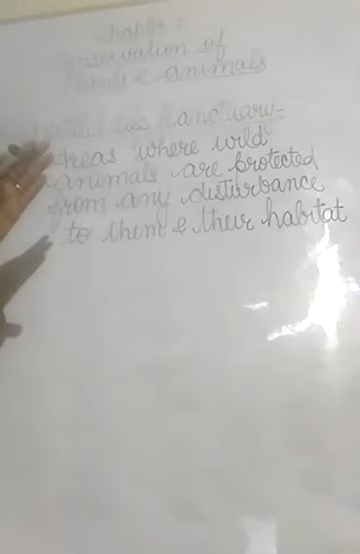 Chapter 7
Conservation of
Plants & animals
Wild life Sanctuary-
Areas where wild
animals are protected
from any disturbance
to them & their habitat